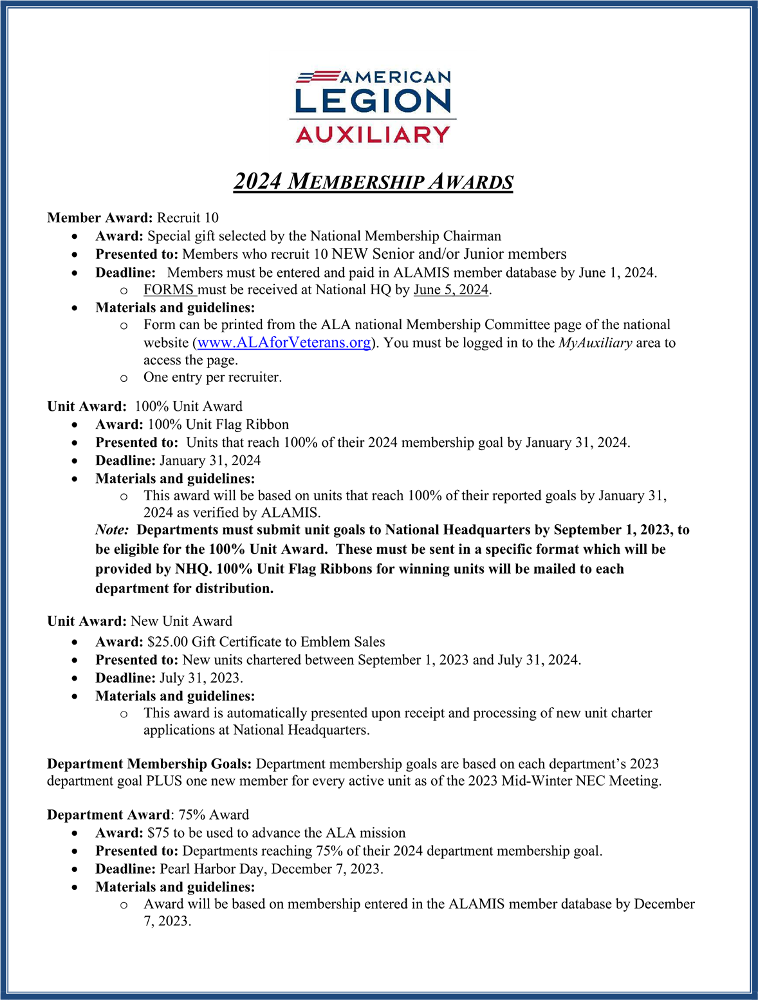 AMERICAN
LEGION
AUXILIARY
2024 MEMBERSHIP AWARDS
Member Award: Recruit 10
• Award: Special gift selected by the National Membership Chairman
• Presented to: Members who recruit 10 NEW Senior and/or Junior members
• Deadline: Members must be entered and paid in ALAMIS member database by June 1, 2024.
o FORMS must be received at National HQ by June 5, 2024.
• Materials and guidelines:
o Form can be printed from the ALA national Membership Committee page of the national
website (www.ALAforVeterans.org). You must be logged in to the MyAuxiliary area to
access the page.
o One entry per recruiter.
Unit Award: 100% Unit Award
• Award: 100% Unit Flag Ribbon
• Presented to: Units that reach 100% of their 2024 membership goal by January 31, 2024.
• Deadline: January 31, 2024
• Materials and guidelines:
o This award will be based on units that reach 100% of their reported goals by January 31,
2024 as verified by ALAMIS.
Note: Departments must submit unit goals to National Headquarters by September 1, 2023, to
be eligible for the 100% Unit Award. These must be sent in a specific format which will be
provided by NHQ. 100% Unit Flag Ribbons for winning units will be mailed to each
department for distribution.
Unit Award: New Unit Award
• Award: $25.00 Gift Certificate to Emblem Sales
• Presented to: New units chartered between September 1, 2023 and July 31, 2024.
• Deadline: July 31, 2023.
• Materials and guidelines:
o This award is automatically presented upon receipt and processing of new unit charter
applications at National Headquarters.
Department Membership Goals: Department membership goals are based on each department’s 2023
department goal PLUS one new member for every active unit as of the 2023 Mid-Winter NEC Meeting.
Department Award: 75% Award
• Award: $75 to be used to advance the ALA mission
• Presented to: Departments reaching 75% of their 2024 department membership goal.
• Deadline: Pearl Harbor Day, December 7, 2023.
• Materials and guidelines:
o Award will be based on membership entered in the ALAMIS member database by December
7, 2023.